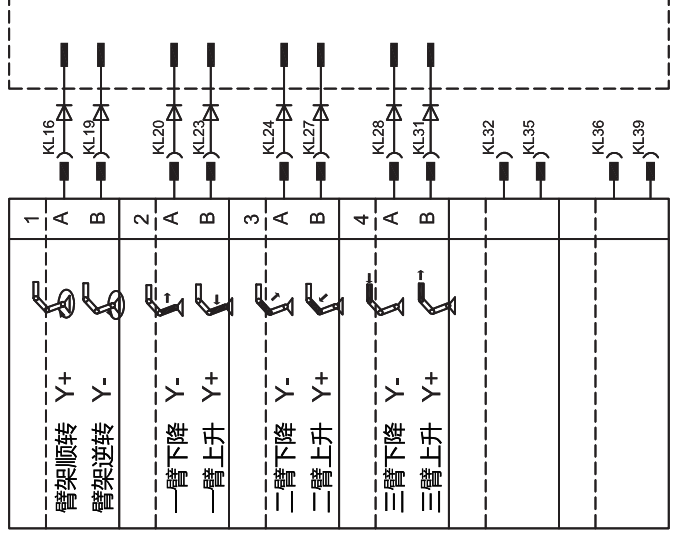 KL16
KL19
KL20
KL23
KL24
KL27
KL28
KL31
KL32
KL35
KL36
KL39
1
A
B
2
A
B
3
A
B
4
A
B
臂架顺转 Y+
臂架逆转 Y-
一臂下降 Y-
一臂上升 Y+
二臂下降 Y-
二臂上升 Y+
三臂下降 Y-
三臂上升 Y+